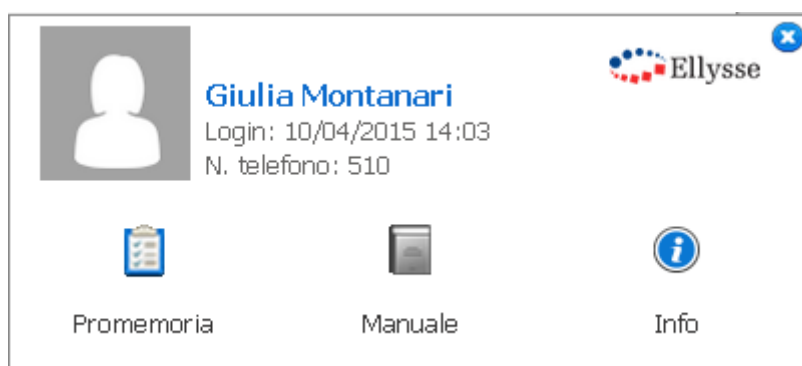 Ellysse
Giulia Montanari
Login: 10/04/2015 14:03
N. telefono: 510
Promemoria
Manuale
Info